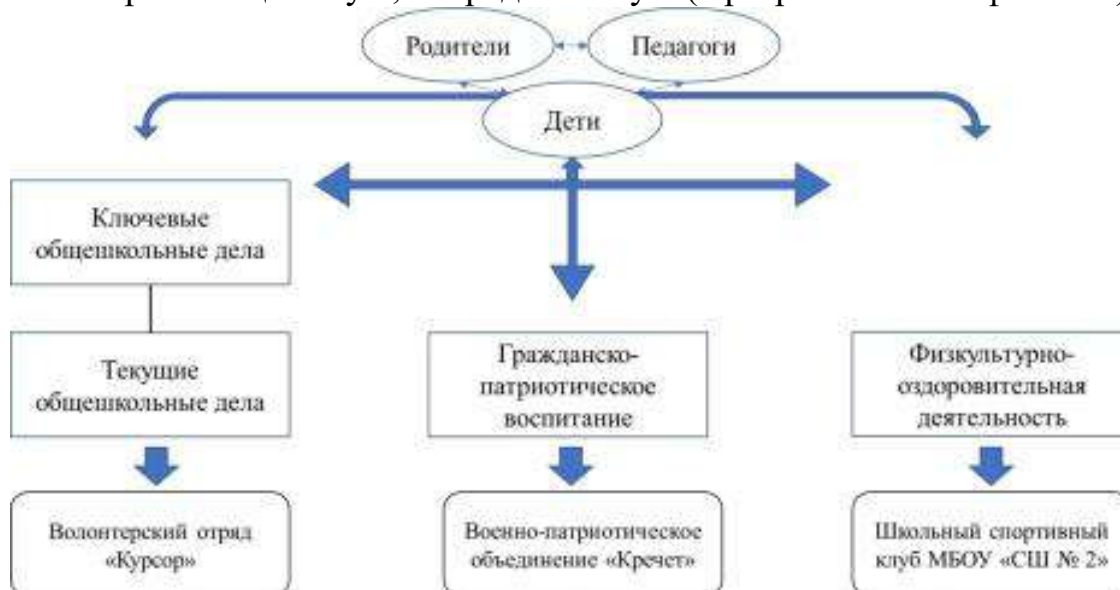 Родители
Педагоги
Дети
Ключевые
общешкольные дела
Текущие
общешкольные дела
Гражданско-
патриотическое
воспитание
Физкультурно-
оздоровительная
деятельность
Волонтерский отряд
«Курсор»
Военно-патриотическое
объединение «Кречет»
Школьный спортивный
клуб МБОУ «СШ № 2»